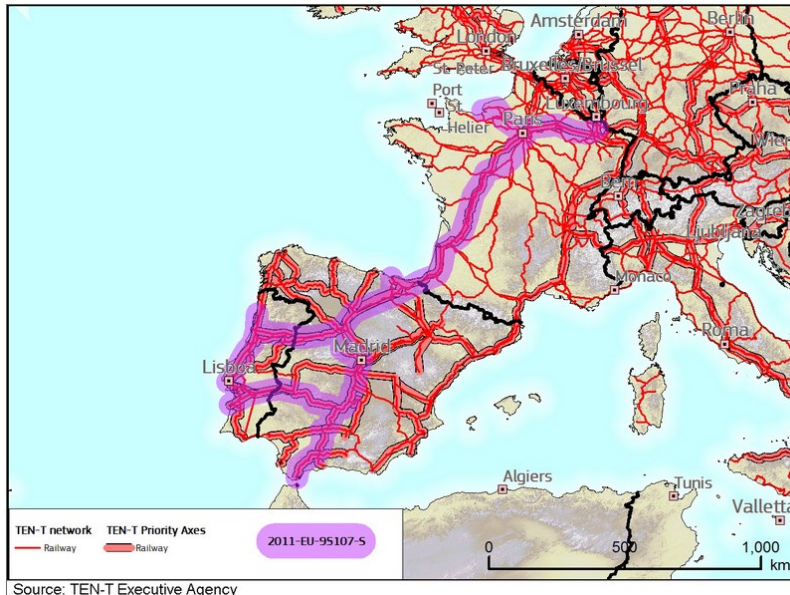 Amsterdam
Berlin
London
St. Peter
Bruxelles/Brussel
Port
St.
Helier
Luxembourg
Praha
Paris
Wien
Bern
Zagreb
Ljubljana
Monaco
Roma
Madrid
Lisboa
Algiers
Tunis
Valletta
TEN-T network
Railway
TEN-T Priority Axes
Railway
2011-EU-95107-S
0 500 1,000
km
Source: TEN-T Executive Agency